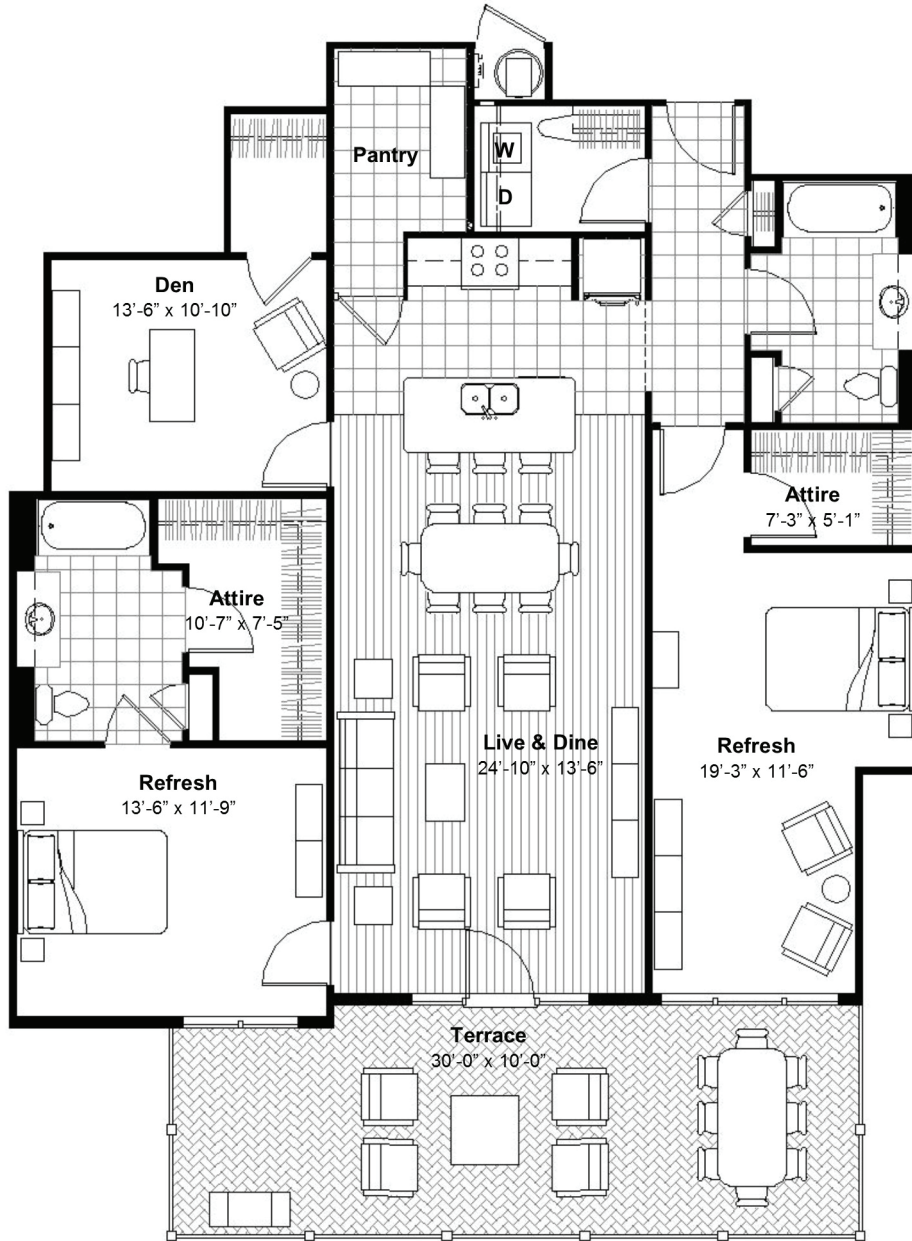 Pantry
W
D
Den
13'-6" x 10'-10"
Attire
7'-3" x 5'-1"
Attire
10'-7" x 7'-5"
Live & Dine
24'-10" x 13'-6"
Refresh
19'-3" x 11'-6"
Refresh
13'-6" x 11'-9"
Terrace
30'-0" x 10'-0"